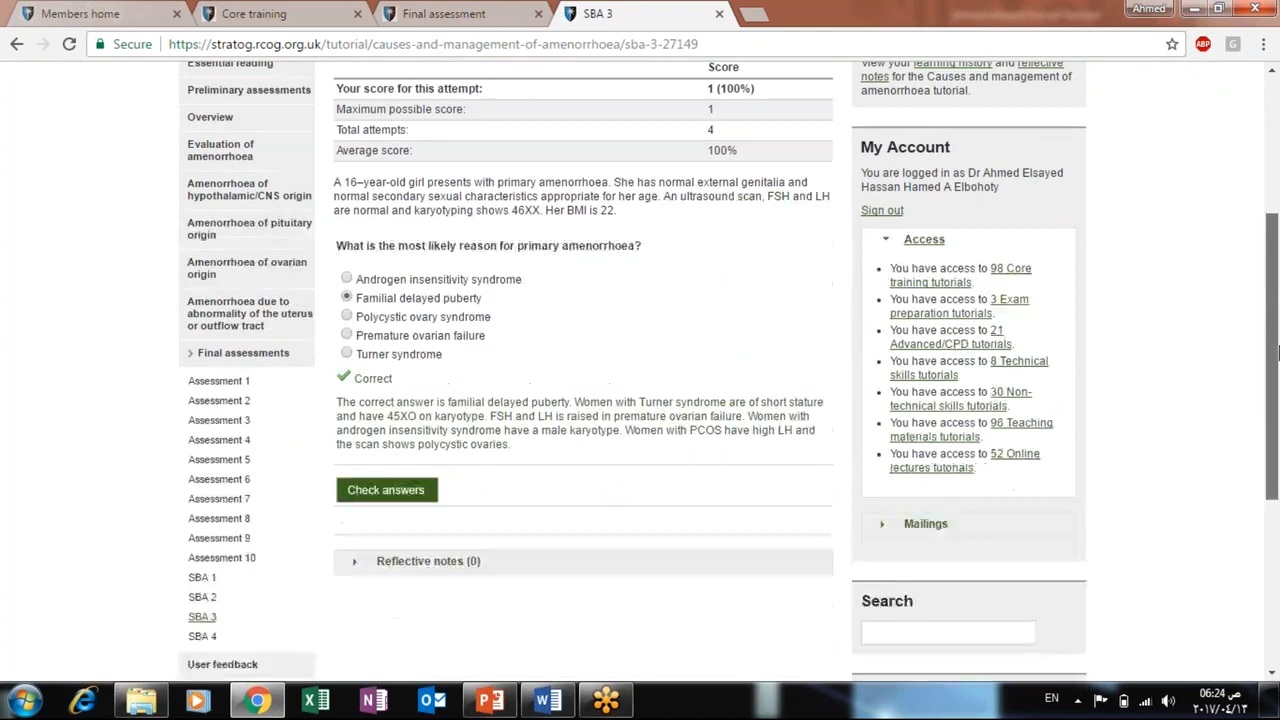 Members home
Core training
Final assessment
SBA 3
Ahmed
Secure
https://stratog.rcog.org.uk/tutorial/causes-and-management-of-amenorrhoea/sba-3-27149
ABP
G
Essential reading
Preliminary assessments
Overview
Evaluation of
amenorrhoea
Amenorrhoea of
hypothalamic/CNS origin
Amenorrhoea of pituitary
origin
Amenorrhoea of ovarian
origin
Amenorrhoea due to
abnormality of the uterus
or outflow tract
Final assessments
Assessment 1
Assessment 2
Assessment 3
Assessment 4
Assessment 5
Assessment 6
Assessment 7
Assessment 8
Assessment 9
Assessment 10
SBA 1
SBA 2
SBA 3
SBA 4
User feedback
Score
Your score for this attempt: 1 (100%)
Maximum possible score: 1
Total attempts: 4
Average score: 100%
A 16–year-old girl presents with primary amenorrhoea. She has normal external genitalia and
normal secondary sexual characteristics appropriate for her age. An ultrasound scan, FSH and LH
are normal and karyotyping shows 46XX. Her BMI is 22.
What is the most likely reason for primary amenorrhoea?
Androgen insensitivity syndrome
Familial delayed puberty
Polycystic ovary syndrome
Premature ovarian failure
Turner syndrome
Correct
The correct answer is familial delayed puberty. Women with Turner syndrome are of short stature
and have 45XO on karyotype. FSH and LH is raised in premature ovarian failure. Women with
androgen insensitivity syndrome have a male karyotype. Women with PCOS have high LH and
the scan shows polycystic ovaries.
Check answers
Reflective notes (0)
View your learning history and reflective
notes for the Causes and management of
amenorrhoea tutorial.
My Account
You are logged in as Dr Ahmed Elsayed
Hassan Hamed A Elbohoty
Sign out
Access
You have access to 98 Core
training tutorials.
You have access to 3 Exam
preparation tutorials.
You have access to 21
Advanced/CPD tutorials.
You have access to 8 Technical
skills tutorials
You have access to 30 Non-
technical skills tutorials.
You have access to 96 Teaching
materials tutorials.
You have access to 52 Online
lectures tutorials.
Mailings
Search
EN
06:24 ص
٢٠١٧/٠٤/١٣